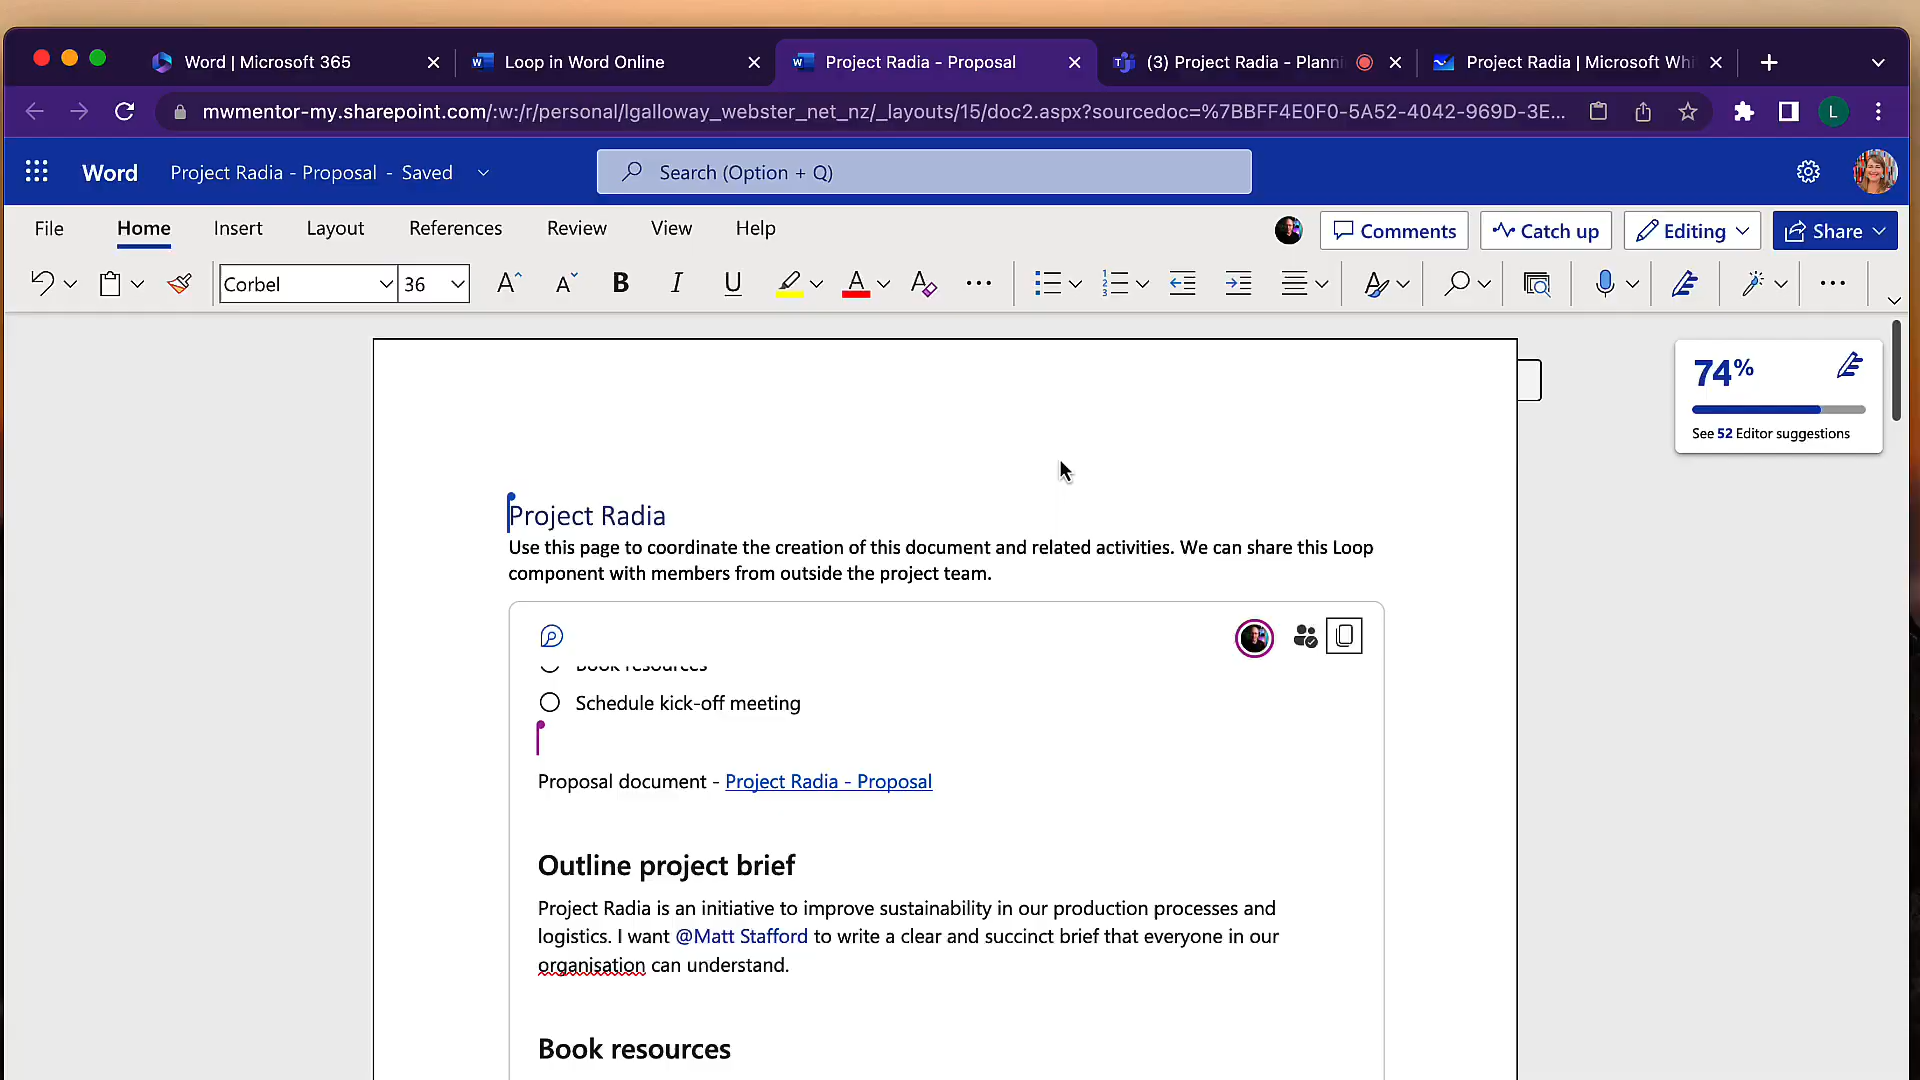 Word | Microsoft 365
Loop in Word Online
Project Radia - Proposal
(3) Project Radia - Planni
Project Radia | Microsoft Whi
mwmentor-my.sharepoint.com/:w:/r/personal/lgalloway_webster_net_nz/_layouts/15/doc2.aspx?sourcedoc=%7BBFF4E0F0-5A52-4042-969D-3E...
L
Word
Project Radia - Proposal - Saved
Search (Option + Q)
File
Home
Insert
Layout
References
Review
View
Help
Comments
Catch up
Editing
Share
Corbel
36
74%
See 52 Editor suggestions
Project Radia
Use this page to coordinate the creation of this document and related activities. We can share this Loop
component with members from outside the project team.
Book resources
Schedule kick-off meeting
Proposal document - Project Radia - Proposal
Outline project brief
Project Radia is an initiative to improve sustainability in our production processes and
logistics. I want @Matt Stafford to write a clear and succinct brief that everyone in our
organisation can understand.
Book resources